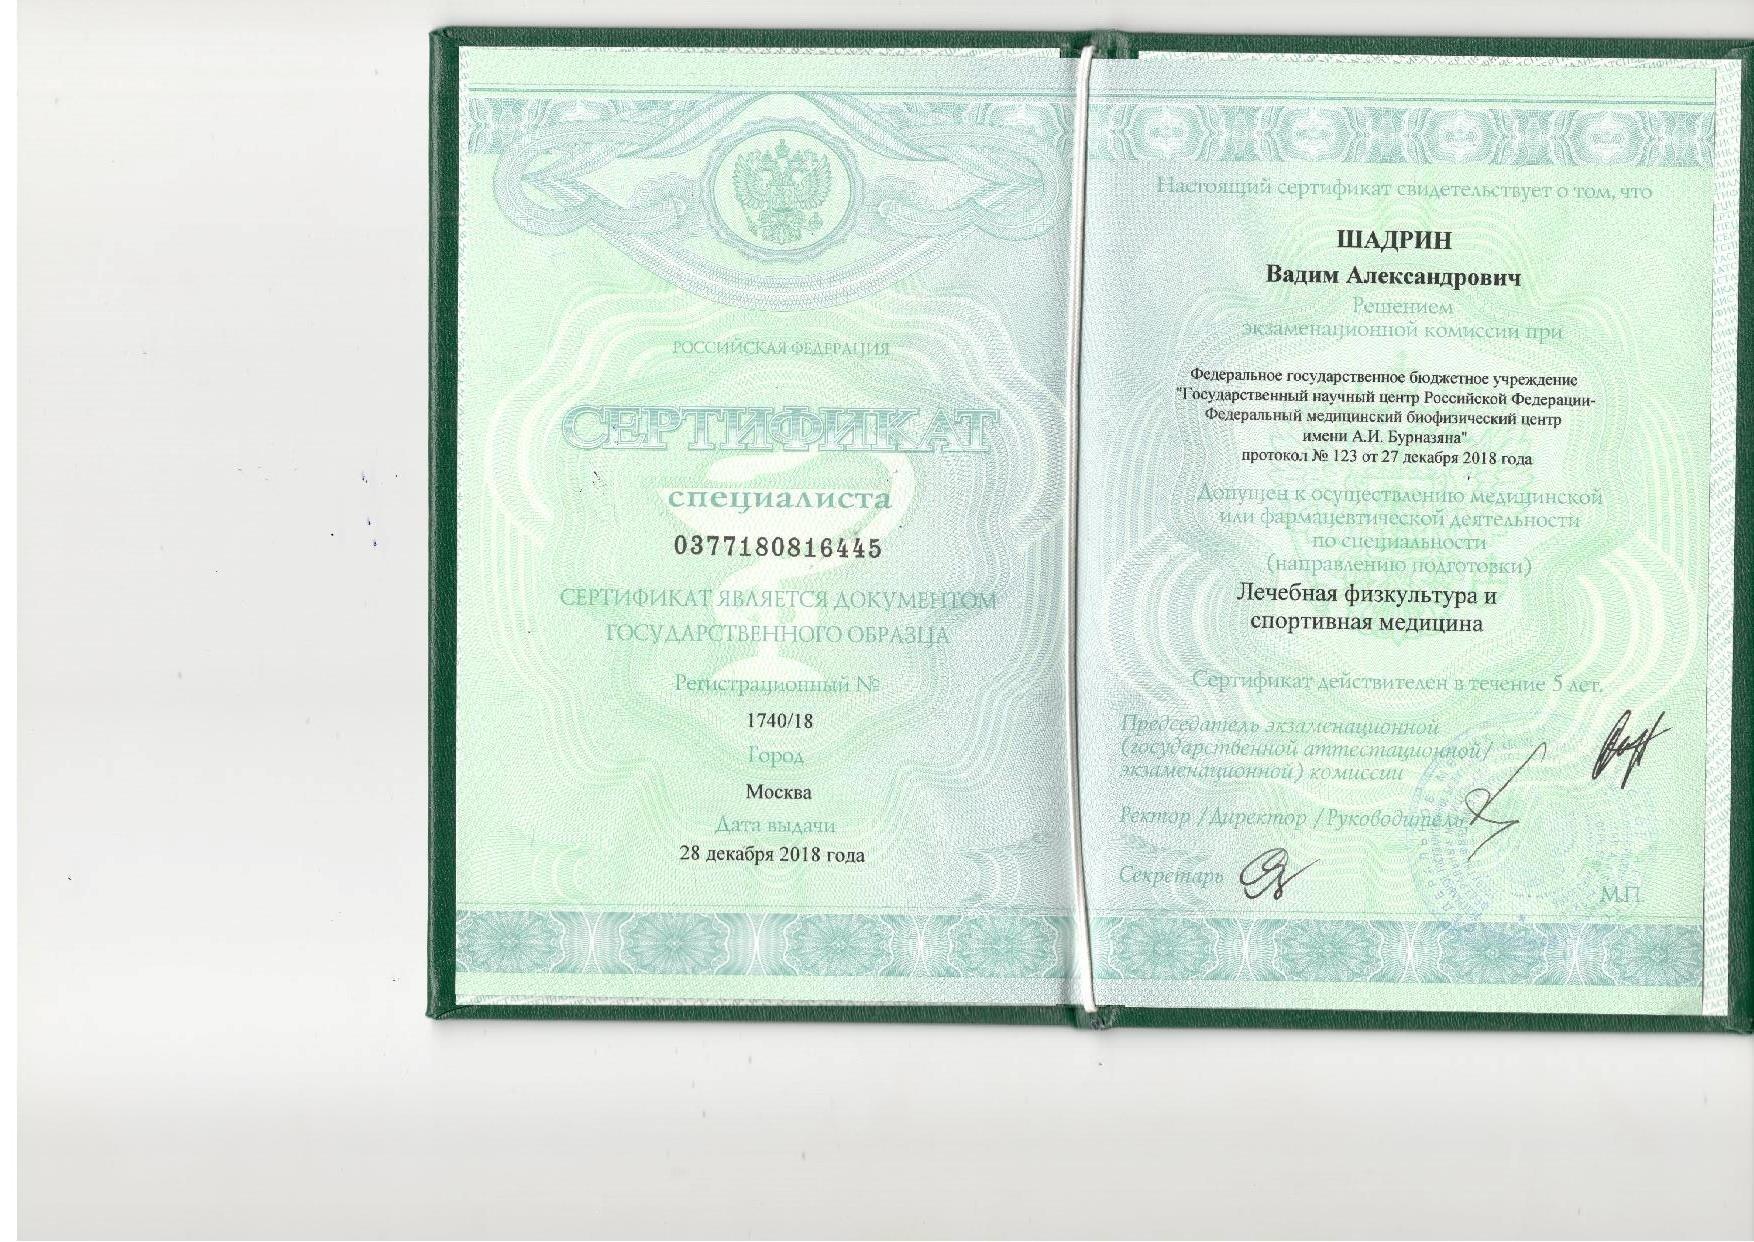 РОССИЙСКАЯ ФЕДЕРАЦИЯ
СЕРТИФИКАТ
специалиста
0377180816445
СЕРТИФИКАТ ЯВЛЯЕТСЯ ДОКУМЕНТОМ
ГОСУДАРСТВЕННОГО ОБРАЗЦА
Регистрационный №
1740/18
Город
Москва
Дата выдачи
28 декабря 2018 года
Настоящий сертификат свидетельствует о том, что
ШАДРИН
Вадим Александрович
Решением
экзаменационной комиссии при
Федеральное государственное бюджетное учреждение
"Государственный научный центр Российской Федерации-
Федеральный медицинский биофизический центр
имени А.И. Бурназяна"
протокол № 123 от 27 декабря 2018 года
Допущен к осуществлению медицинской
или фармацевтической деятельности
по специальности
(направлению подготовки)
Лечебная физкультура и
спортивная медицина
Сертификат действителен в течение 5 лет.
Председатель экзаменационной
(государственной аттестационной/
экзаменационной) комиссии
Ректор /Директор /Руководитель
Секретарь
М.П.